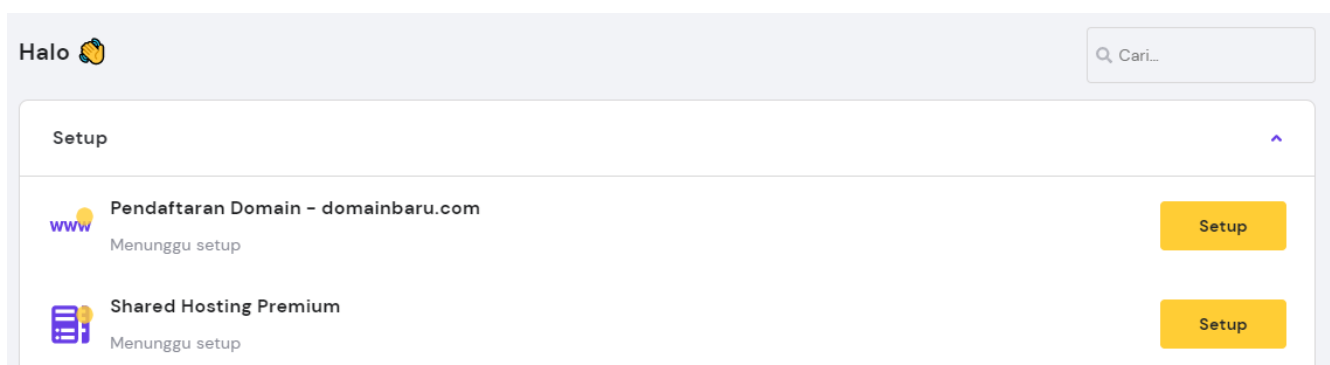 Halo 👋
Cari...
Setup
Pendaftaran Domain - domainbaru.com
www
Menunggu setup
Setup
Shared Hosting Premium
Menunggu setup
Setup